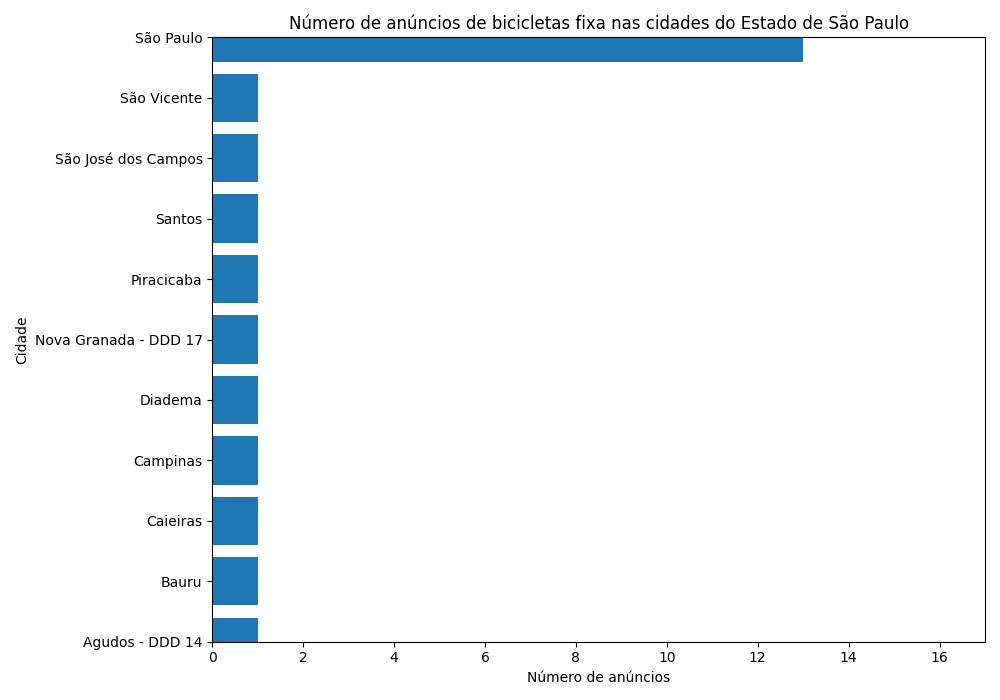 Número de anúncios de bicicletas fixa nas cidades do Estado de São Paulo
São Paulo
São Vicente
São José dos Campos
Santos
Piracicaba
Nova Granada - DDD 17
Diadema
Campinas
Caieiras
Bauru
Agudos - DDD 14
Cidade
0 2 4 6 8 10 12 14 16
Número de anúncios